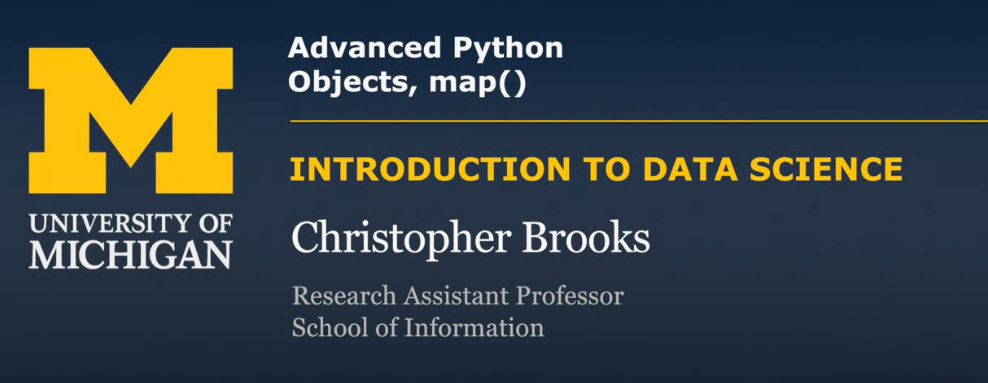 Advanced Python
Objects, map()
INTRODUCTION TO DATA SCIENCE
Christopher Brooks
Research Assistant Professor
School of Information
M
UNIVERSITY OF
MICHIGAN